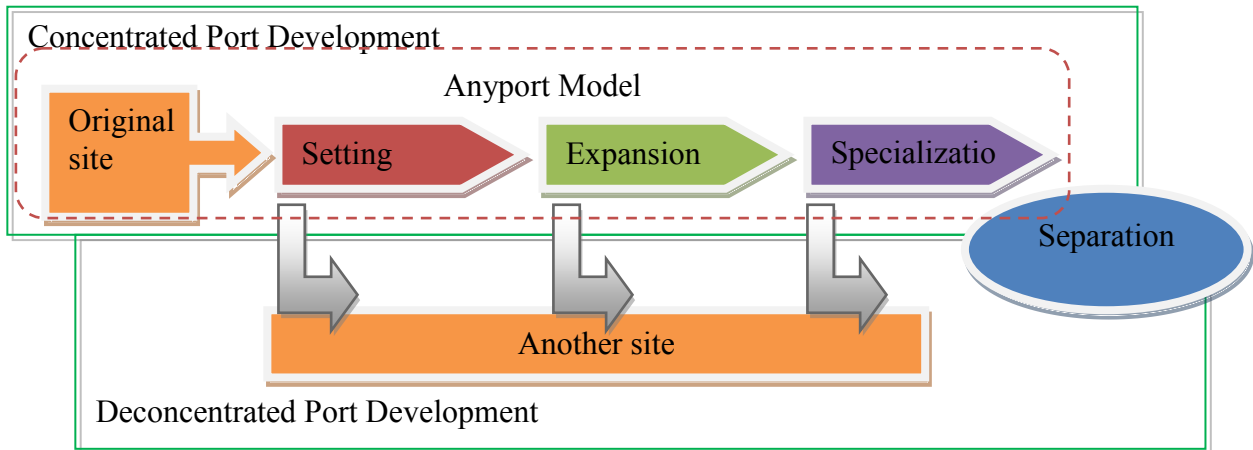 Concentrated Port Development
Anyport Model
Original
site
Setting
Expansion
Specializatio
Separation
Another site
Deconcentrated Port Development